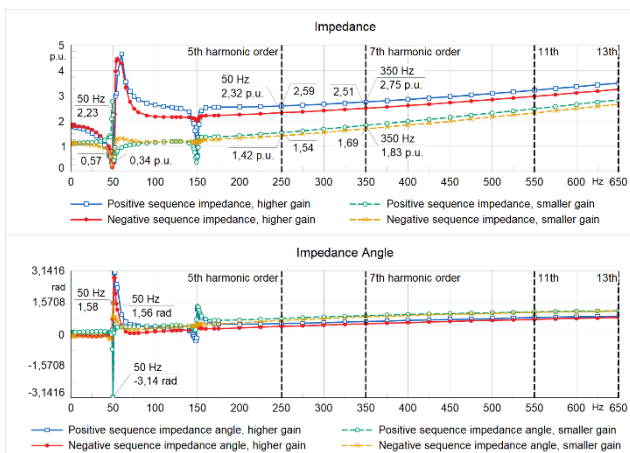 Impedance
5
p.u.
4
3
2
1
0
5th harmonic order
7th harmonic order
11th
13th
50 Hz
2,23
0,57
0,34 p.u.
50 Hz
2,32 p.u.
2,59
2,51
350 Hz
2,75 p.u.
1,42 p.u.
1,54
1,69
350 Hz
1,83 p.u.
0 50 100 150 200 250 300 350 400 450 500 550 600 Hz 650
Positive sequence impedance, higher gain
Positive sequence impedance, smaller gain
Negative sequence impedance, higher gain
Negative sequence impedance, smaller gain
Impedance Angle
3,1416
rad
1,5708
0
-1,5708
-3,1416
5th harmonic order
7th harmonic order
11th
13th
50 Hz
1,58
50 Hz
1,56 rad
50 Hz
-3,14 rad
0 50 100 150 200 250 300 350 400 450 500 550 600 Hz 650
Positive sequence impedance angle, higher gain
Positive sequence impedance angle, smaller gain
Negative sequence impedance angle, higher gain
Negative sequence impedance angle, smaller gain